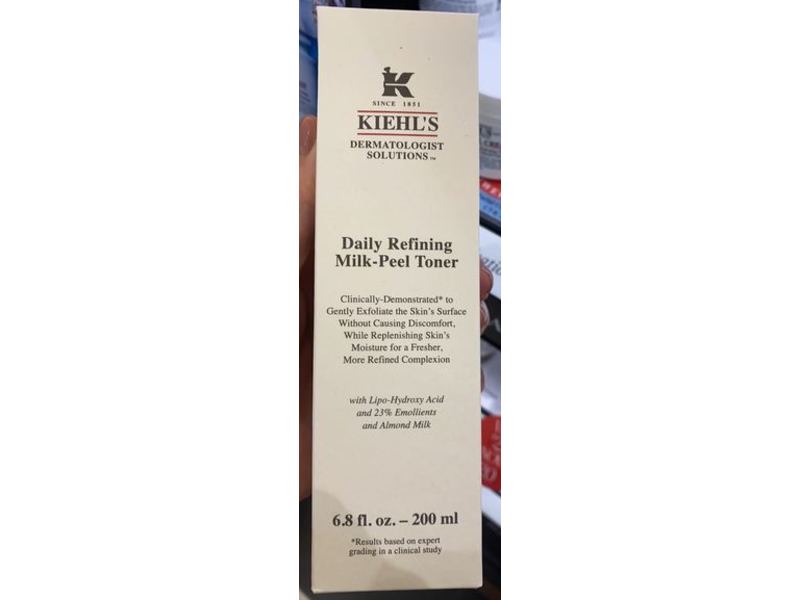 K
SINCE 1851
KIEHL'S
DERMATOLOGIST
SOLUTIONS™
Daily Refining
Milk-Peel Toner
Clinically-Demonstrated* to
Gently Exfoliate the Skin's Surface
Without Causing Discomfort,
While Replenishing Skin's
Moisture for a Fresher,
More Refined Complexion
with Lipo-Hydroxy Acid
and 23% Emollients
and Almond Milk
6.8 fl. oz. – 200 ml
*Results based on expert
grading in a clinical study